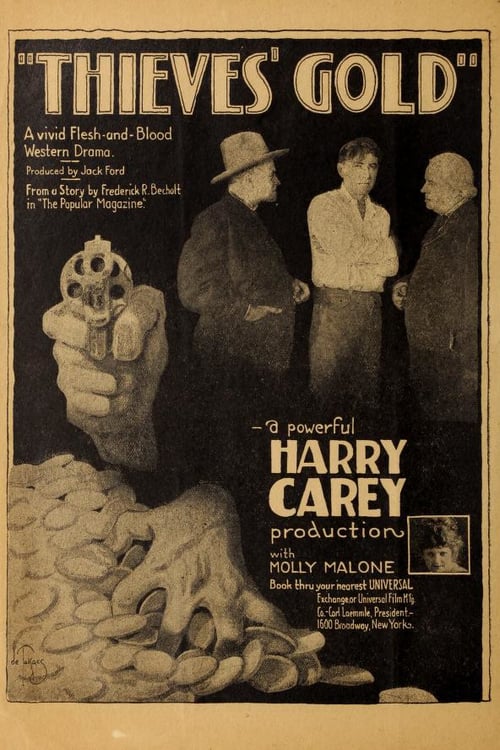 "THIEVES' GOLD"
A vivid Flesh-and-Blood
Western Drama.
Produced by Jack Ford
From a Story by Frederick R. Becholt
in "The Popular Magazine."
— a powerful
HARRY
CAREY
production
with
MOLLY MALONE
Book thru your nearest UNIVERSAL
Exchange, or Universal Film Mfg.
Co. - Carl Laemmle, President. -
1600 Broadway, New York.